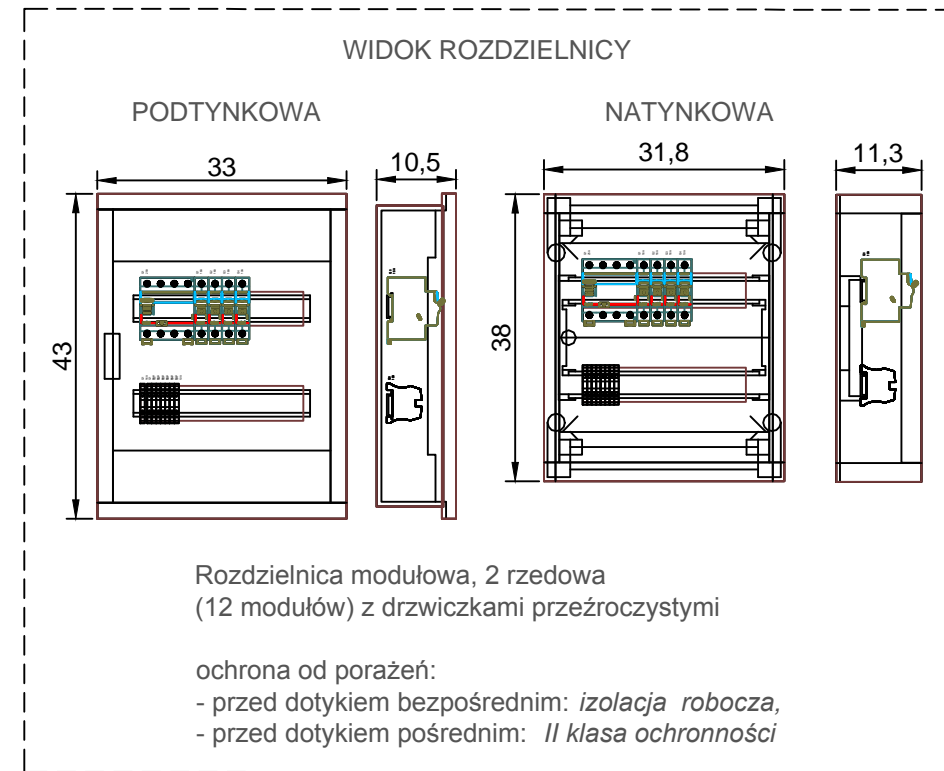 WIDOK ROZDZIELNICY
PODTYNKOWA
NATYNKOWA
33
10,5
31,8
11,3
43
38
Rozdzielnica modułowa, 2 rzedowa
(12 modułów) z drzwiczkami przeźroczystymi
ochrona od porażeń:
- przed dotykiem bezpośrednim: izolacja robocza,
- przed dotykiem pośrednim: II klasa ochronności